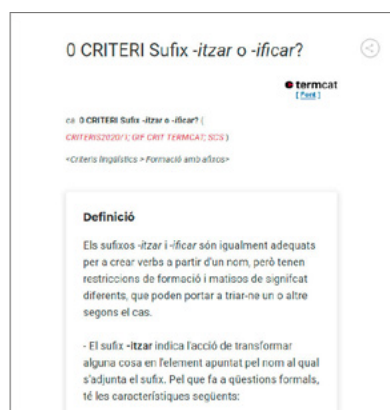 0 CRITERI Sufix -itzar o -ificar?
termcat
[ Font ]
ca 0 CRITERI Sufix -itzar o -ificar? (
CRITERIS2020/1; GIF CRIT TERMCAT; SCS )
<Criteris lingüístics > Formació amb afixos>
Definició
Els sufixos -itzar i -ificar són igualment adequats
per a crear verbs a partir d'un nom, però tenen
restriccions de formació i matisos de signifcat
diferents, que poden portar a triar-ne un o altre
segons el cas.
- El sufix -itzar indica l'acció de transformar
alguna cosa en l'element apuntat pel nom al qual
s'adjunta el sufix. Pel que fa a qüestions formals,
té les característiques següents: